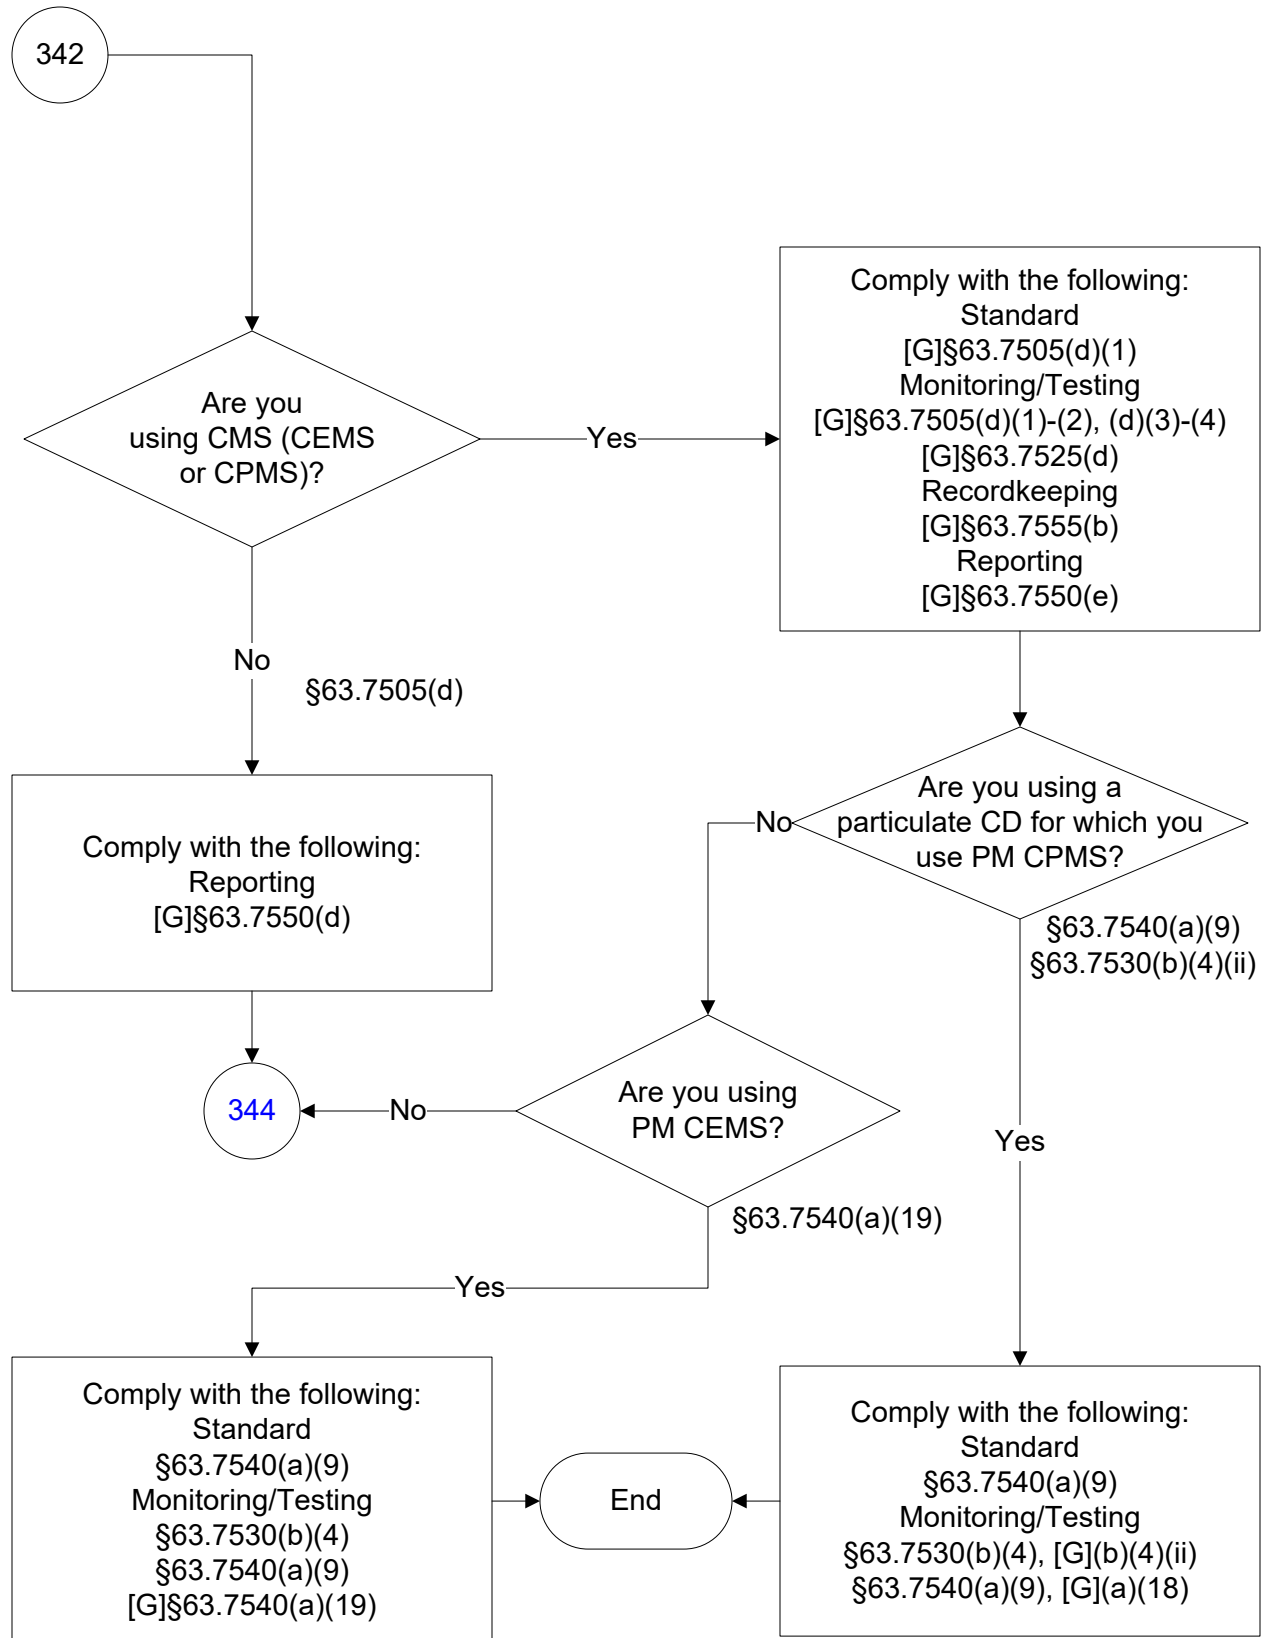 342
Are you
using CMS (CEMS
or CPMS)?
Yes
Comply with the following:
Standard
[G]§63.7505(d)(1)
Monitoring/Testing
[G]§63.7505(d)(1)-(2), (d)(3)-(4)
[G]§63.7525(d)
Recordkeeping
[G]§63.7555(b)
Reporting
[G]§63.7550(e)
No
§63.7505(d)
Comply with the following:
Reporting
[G]§63.7550(d)
Are you using a
particulate CD for which you
use PM CPMS?
No
§63.7540(a)(9)
§63.7530(b)(4)(ii)
Are you using
PM CEMS?
No
344
Yes
§63.7540(a)(19)
Yes
Comply with the following:
Standard
§63.7540(a)(9)
Monitoring/Testing
§63.7530(b)(4)
§63.7540(a)(9)
[G]§63.7540(a)(19)
End
Comply with the following:
Standard
§63.7540(a)(9)
Monitoring/Testing
§63.7530(b)(4), [G](b)(4)(ii)
§63.7540(a)(9), [G](a)(18)